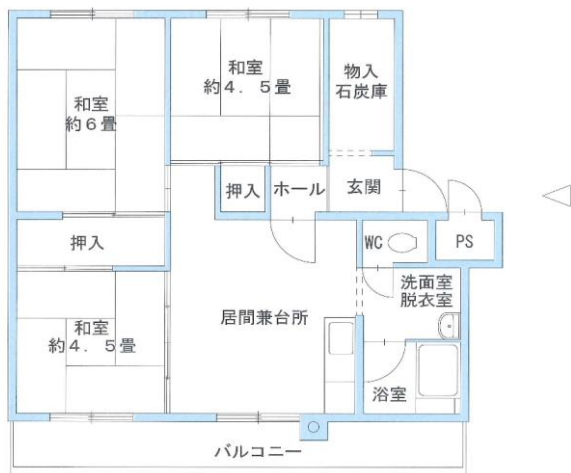 和室
約４．５畳
物入
石炭庫
和室
約６畳
押入
ホール
玄関
押入
WC
PS
洗面室
脱衣室
居間兼台所
和室
約４．５畳
浴室
バルコニー